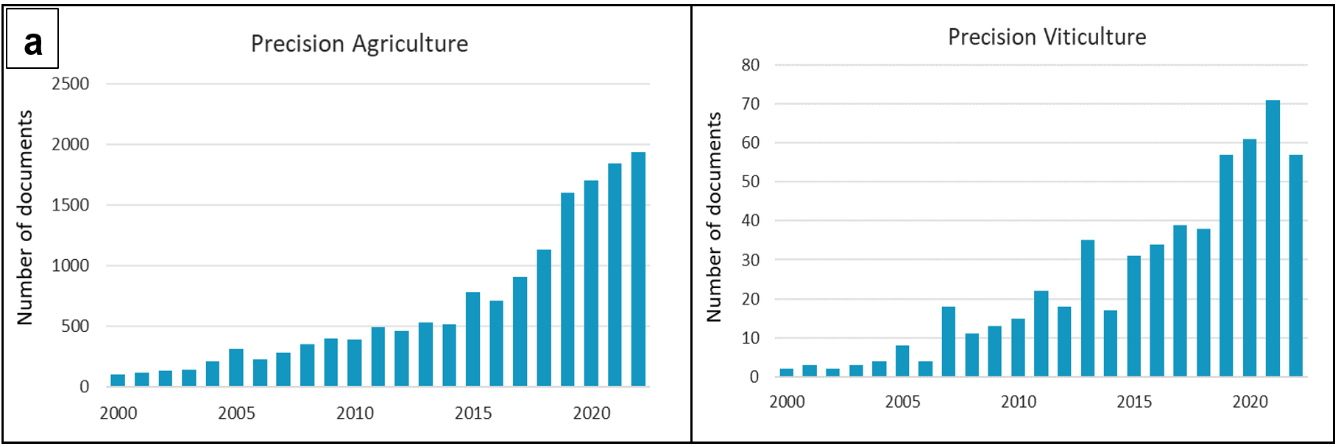 a
Precision Agriculture
Number of documents
2500
2000
1500
1000
500
0
2000 2005 2010 2015 2020
Precision Viticulture
Number of documents
80
70
60
50
40
30
20
10
0
2000 2005 2010 2015 2020